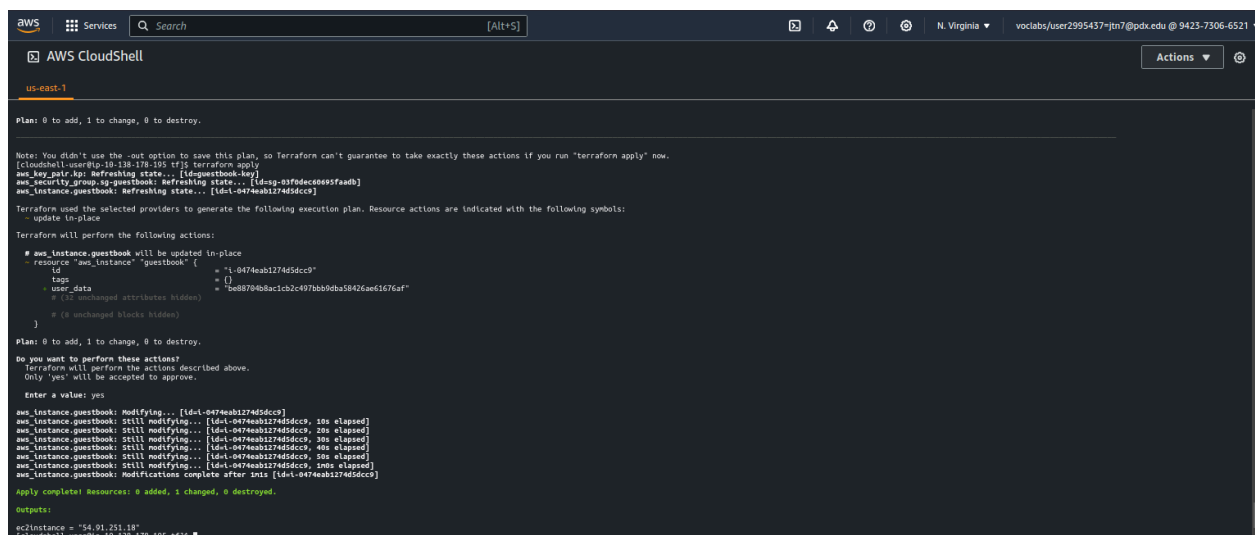 aws
Services
Search
[Alt+S]
N. Virginia ▼
voclabs/user2995437=jtn7@pdx.edu @ 9423-7306-6521
AWS CloudShell
Actions ▼
us-east-1
Plan: 0 to add, 1 to change, 0 to destroy.
Note: You didn't use the -out option to save this plan, so Terraform can't guarantee to take exactly these actions if you run "terraform apply" now.
[cloudshell-user@ip-10-138-178-195 tf]$ terraform apply
aws_key_pair.kp: Refreshing state... [id=guestbook-key]
aws_security_group.sg-guestbook: Refreshing state... [id=sg-03f0dec60695faadb]
aws_instance.guestbook: Refreshing state... [id=i-0474eab1274d5dcc9]
Terraform used the selected providers to generate the following execution plan. Resource actions are indicated with the following symbols:
~ update in-place
Terraform will perform the following actions:
# aws_instance.guestbook will be updated in-place
~ resource "aws_instance" "guestbook" {
id = "i-0474eab1274d5dcc9"
tags = {}
+ user_data = "be88704b8ac1cb2c497bbb9dba58426ae61676af"
# (32 unchanged attributes hidden)
# (8 unchanged blocks hidden)
}
Plan: 0 to add, 1 to change, 0 to destroy.
Do you want to perform these actions?
Terraform will perform the actions described above.
Only 'yes' will be accepted to approve.
Enter a value: yes
aws_instance.guestbook: Modifying... [id=i-0474eab1274d5dcc9]
aws_instance.guestbook: Still modifying... [id=i-0474eab1274d5dcc9, 10s elapsed]
aws_instance.guestbook: Still modifying... [id=i-0474eab1274d5dcc9, 20s elapsed]
aws_instance.guestbook: Still modifying... [id=i-0474eab1274d5dcc9, 30s elapsed]
aws_instance.guestbook: Still modifying... [id=i-0474eab1274d5dcc9, 40s elapsed]
aws_instance.guestbook: Still modifying... [id=i-0474eab1274d5dcc9, 50s elapsed]
aws_instance.guestbook: Still modifying... [id=i-0474eab1274d5dcc9, 1m0s elapsed]
aws_instance.guestbook: Modifications complete after 1m1s [id=i-0474eab1274d5dcc9]
Apply complete! Resources: 0 added, 1 changed, 0 destroyed.
Outputs:
ec2instance = "54.91.251.18"
[cloudshell-user@ip-10-138-178-195 tf]$